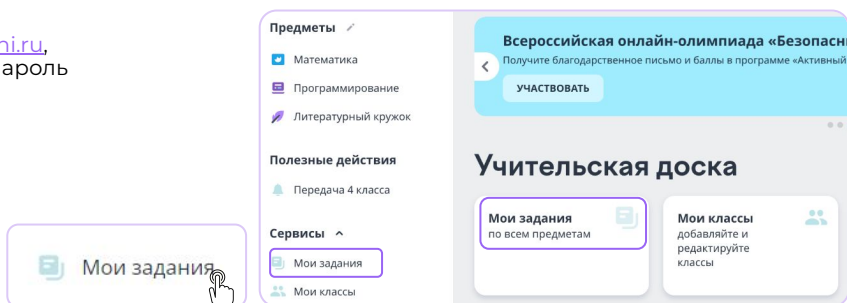 ni.ru,
ароль
Мои задания
Предметы
Математика
Программирование
Литературный кружок
Полезные действия
Передача 4 класса
Сервисы
Мои задания
Мои классы
Всероссийская онлайн-олимпиада «Безопасн
Получите благодарственное письмо и баллы в программе «Активный
УЧАСТВОВАТЬ
Учительская доска
Мои задания
по всем предметам
Мои классы
добавляйте и
редактируйте
классы